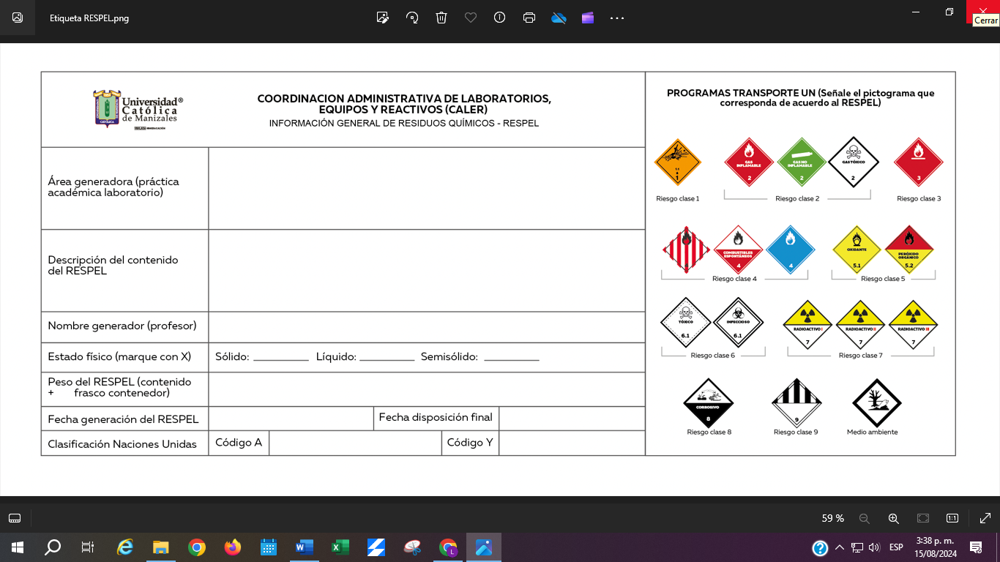 Etiqueta RESPEL.png
Cerrar
Universidad®
Católica
de Manizales
VIGILADA MINEDUCACIÓN
COORDINACION ADMINISTRATIVA DE LABORATORIOS,
EQUIPOS Y REACTIVOS (CALER)
INFORMACIÓN GENERAL DE RESIDUOS QUÍMICOS - RESPEL
Área generadora (práctica
académica laboratorio)
Descripción del contenido
del RESPEL
Nombre generador (profesor)
Estado físico (marque con X)
Sólido: __________ Líquido: __________ Semisólido: __________
Peso del RESPEL (contenido
+ frasco contenedor)
Fecha generación del RESPEL
Fecha disposición final
Clasificación Naciones Unidas
Código A
Código Y
PROGRAMAS TRANSPORTE UN (Señale el pictograma que
corresponda de acuerdo al RESPEL)
1
GAS
INFLAMABLE
2
GAS NO
INFLAMABLE
2
GAS TÓXICO
2
3
Riesgo clase 1
Riesgo clase 2
Riesgo clase 3
COMBUSTIBLES
ESPONTÁNEOS
4
4
OXIDANTE
5.1
PERÓXIDO
ORGÁNICO
5.2
Riesgo clase 4
Riesgo clase 5
TÓXICO
6.1
INFECCIOSO
6.1
RADIOACTIVO I
7
RADIOACTIVO II
7
RADIOACTIVO III
7
Riesgo clase 6
Riesgo clase 7
CORROSIVO
8
9
Riesgo clase 8
Riesgo clase 9
Medio ambiente
59 %
1:1
ESP
3:38 p. m.
15/08/2024